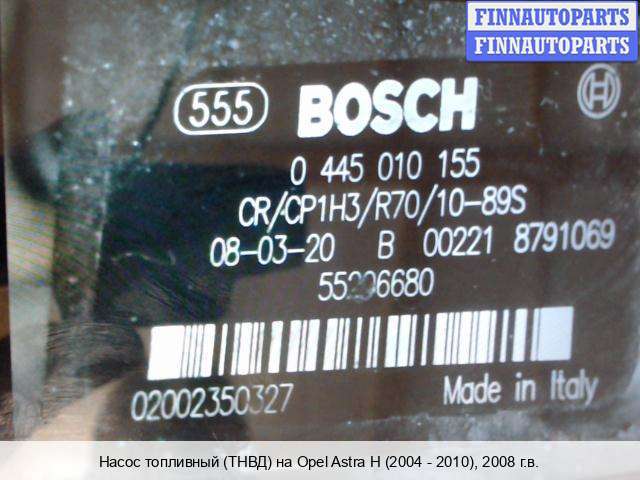 FINNAUTOPARTS
FINNAUTOPARTS
555 BOSCH
0 445 010 155
CR/CP1H3/R70/10-89S
08-03-20 B 00221 8791069
02002350327
Made in Italy
Насос топливный (ТНВД) на Opel Astra H (2004 - 2010), 2008 г.в.